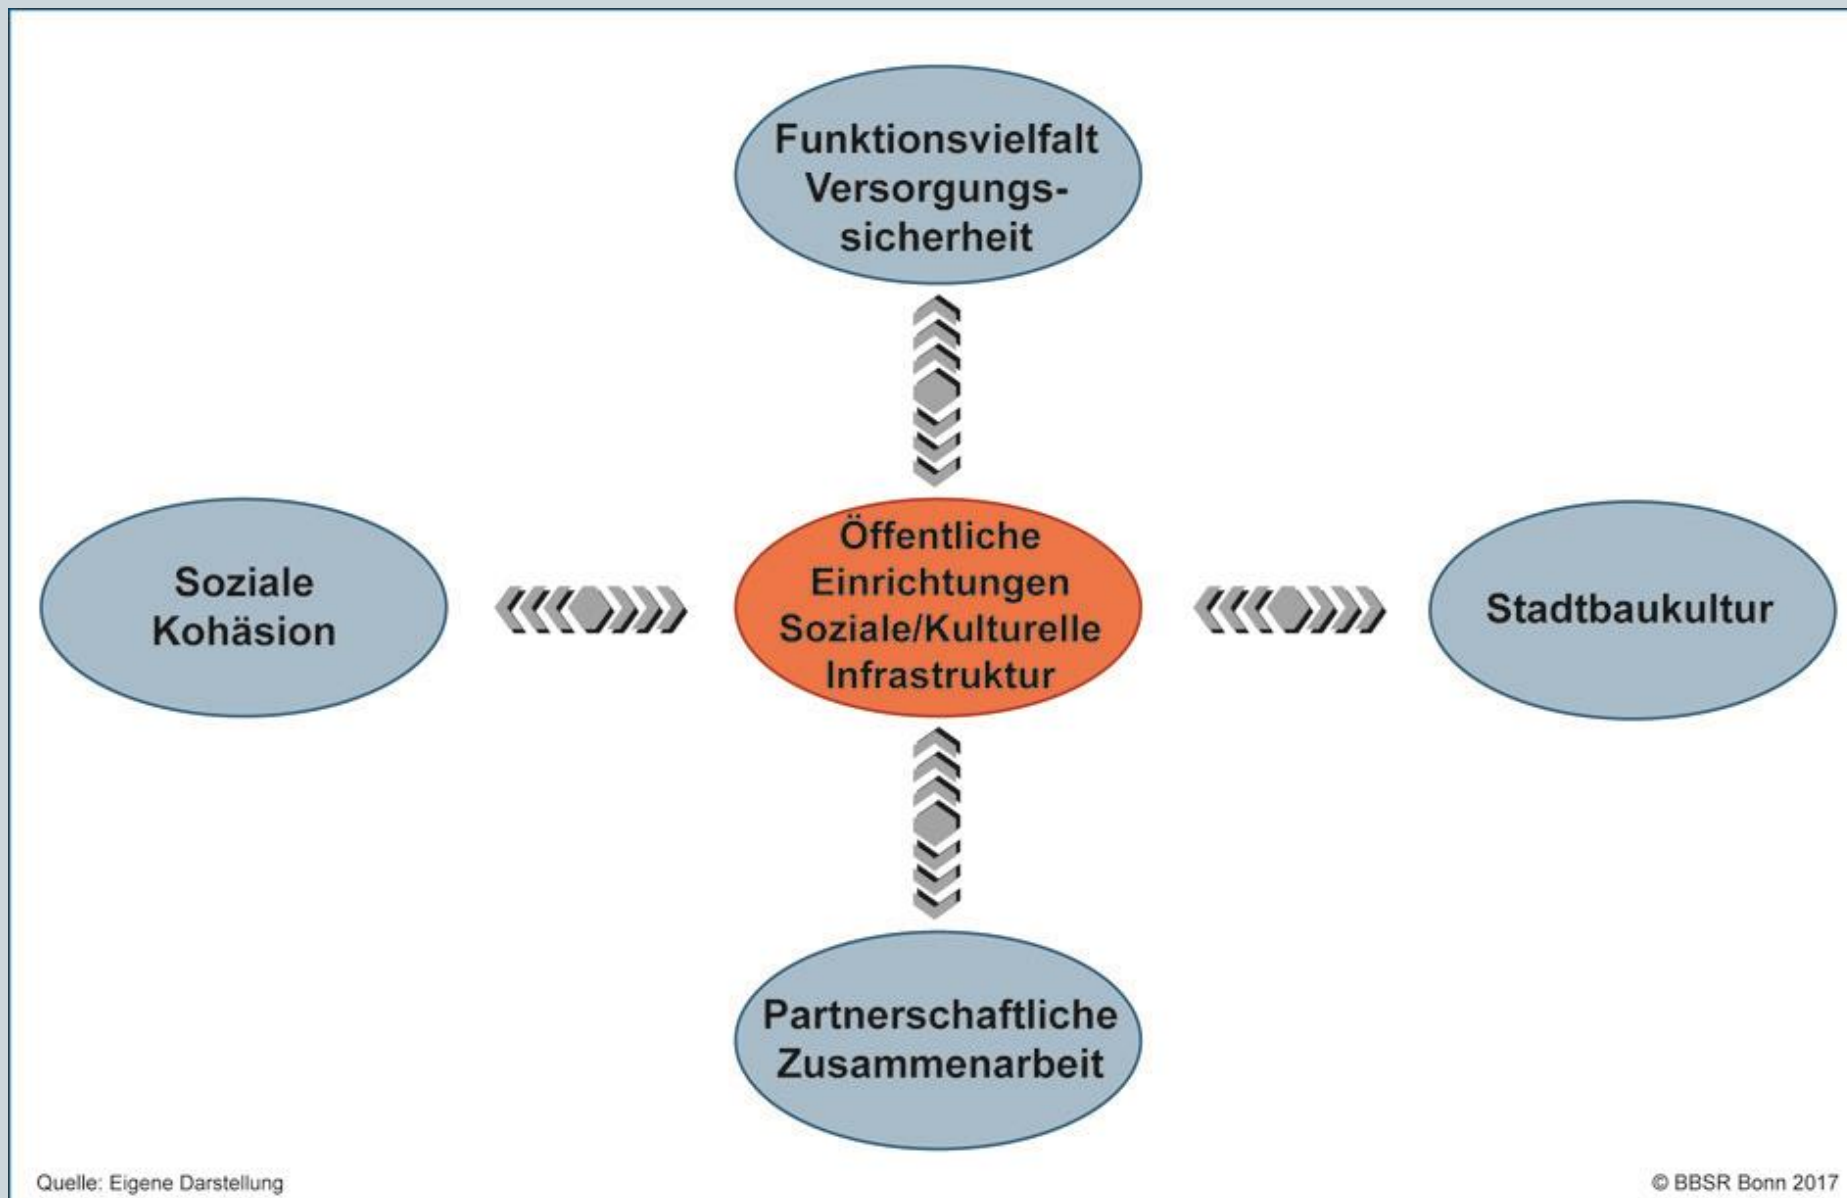 Funktionsvielfalt
Versorgungs-
sicherheit
Soziale
Kohäsion
Öffentliche
Einrichtungen
Soziale/Kulturelle
Infrastruktur
Stadtbaukultur
Partnerschaftliche
Zusammenarbeit
Quelle: Eigene Darstellung
© BBSR Bonn 2017